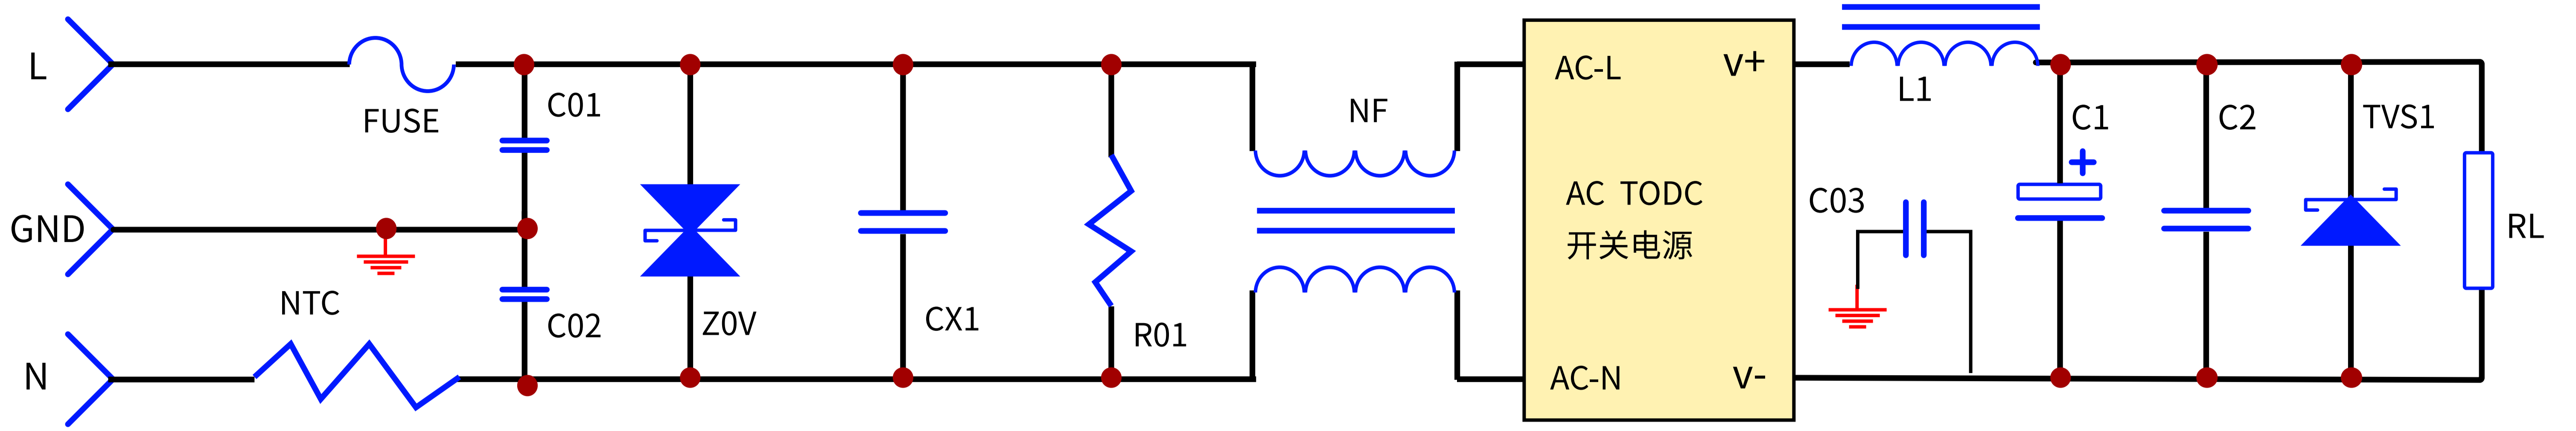 L
FUSE
C01
GND
NTC
C02
N
Z0V
CX1
R01
NF
AC-L
V+
AC TODC
开关电源
AC-N
V-
L1
C03
C1
+
C2
TVS1
RL